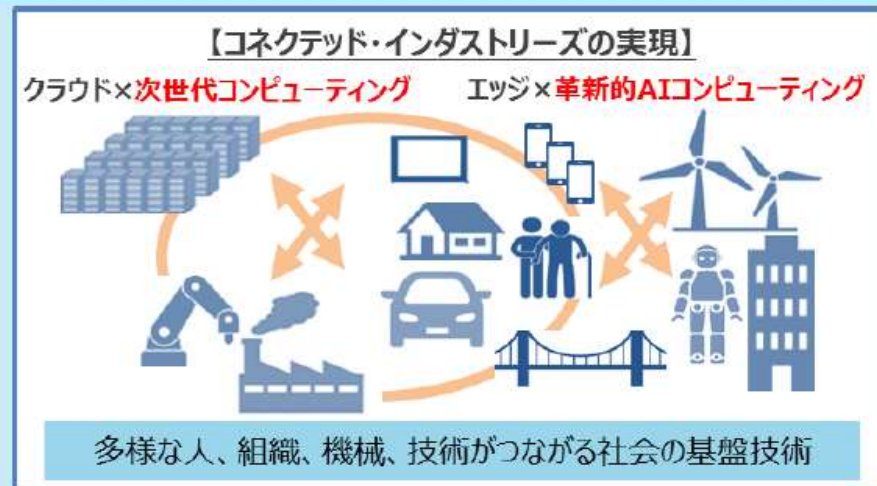 【コネクテッド・インダストリーズの実現】
クラウド×次世代コンピューティング
エッジ×革新的AIコンピューティング
多様な人、組織、機械、技術がつながる社会の基盤技術